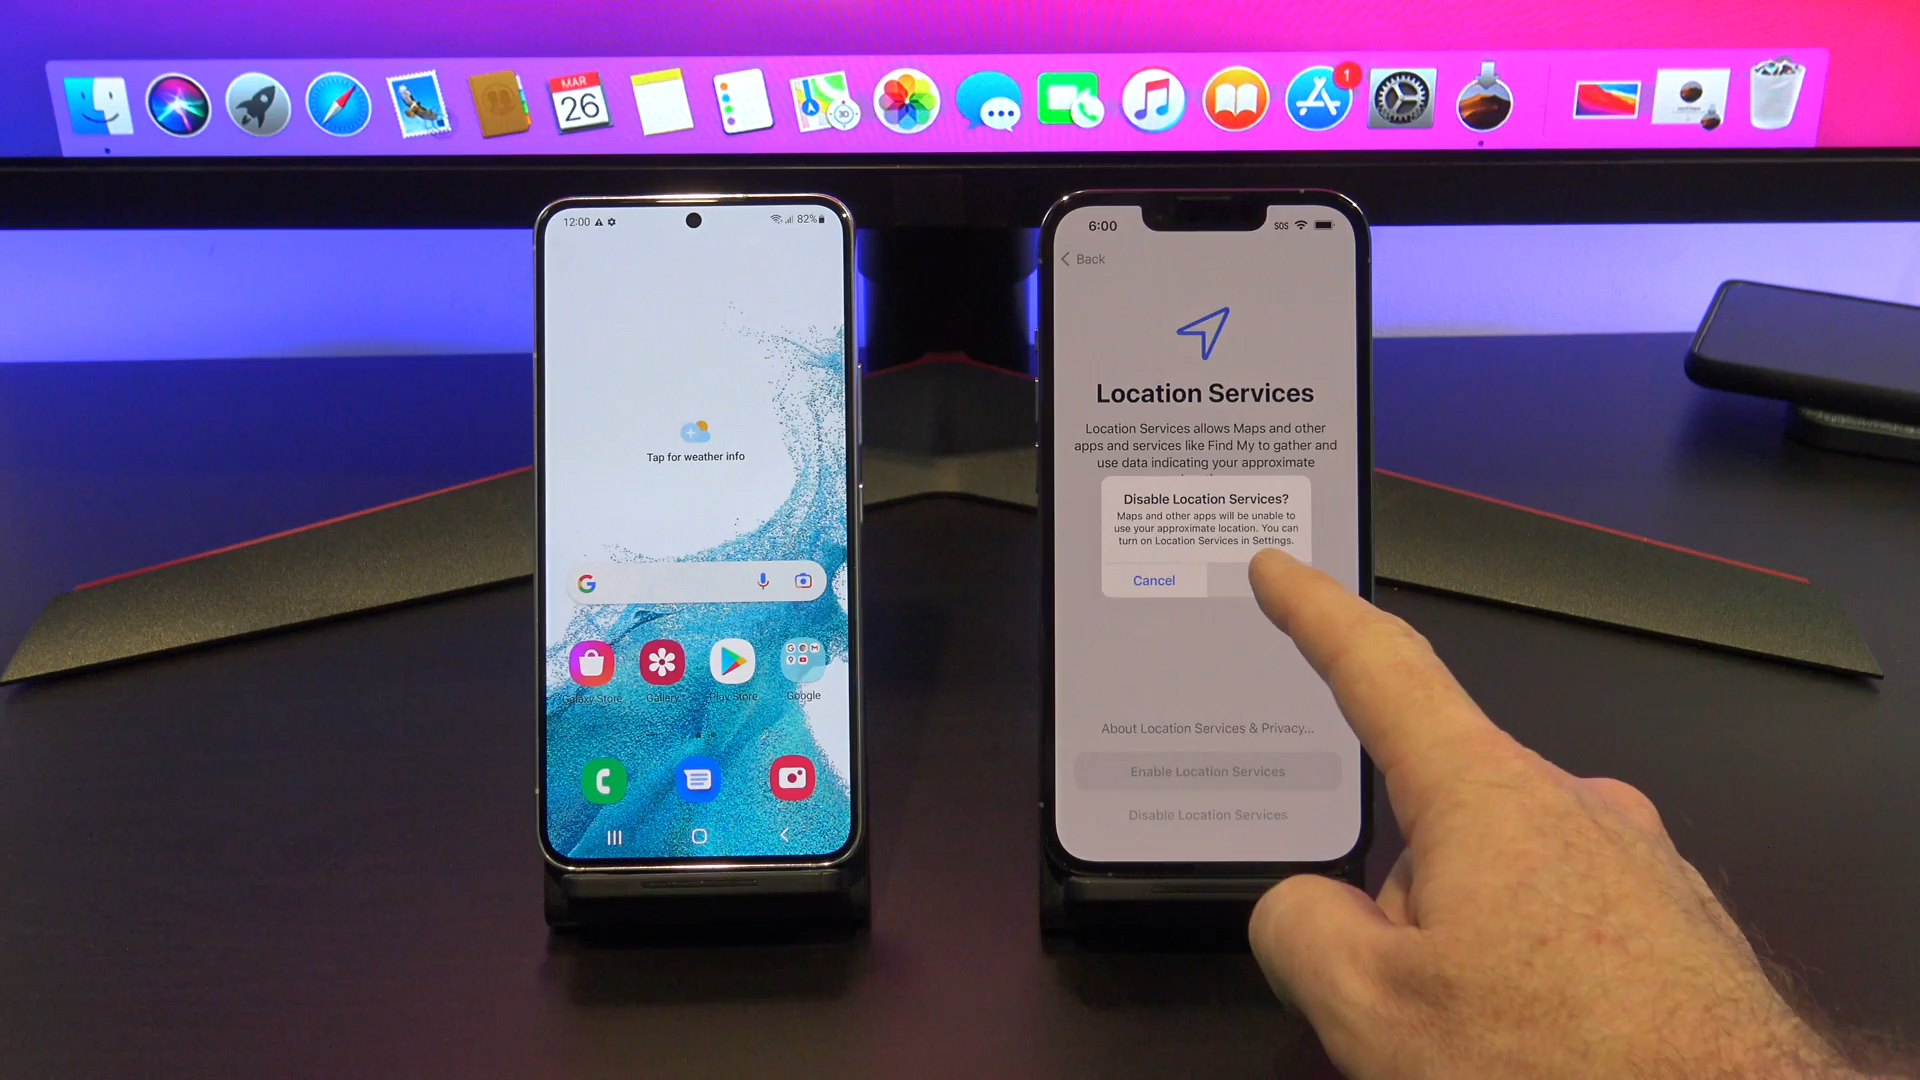 MAR
26
3D
1
12:00
82%
Tap for weather info
G
Galaxy Store
Gallery
Play Store
Google
6:00
SOS
Back
Location Services
Location Services allows Maps and other
apps and services like Find My to gather and
use data indicating your approximate
Disable Location Services?
Maps and other apps will be unable to
use your approximate location. You can
turn on Location Services in Settings.
Cancel
About Location Services & Privacy...
Enable Location Services
Disable Location Services